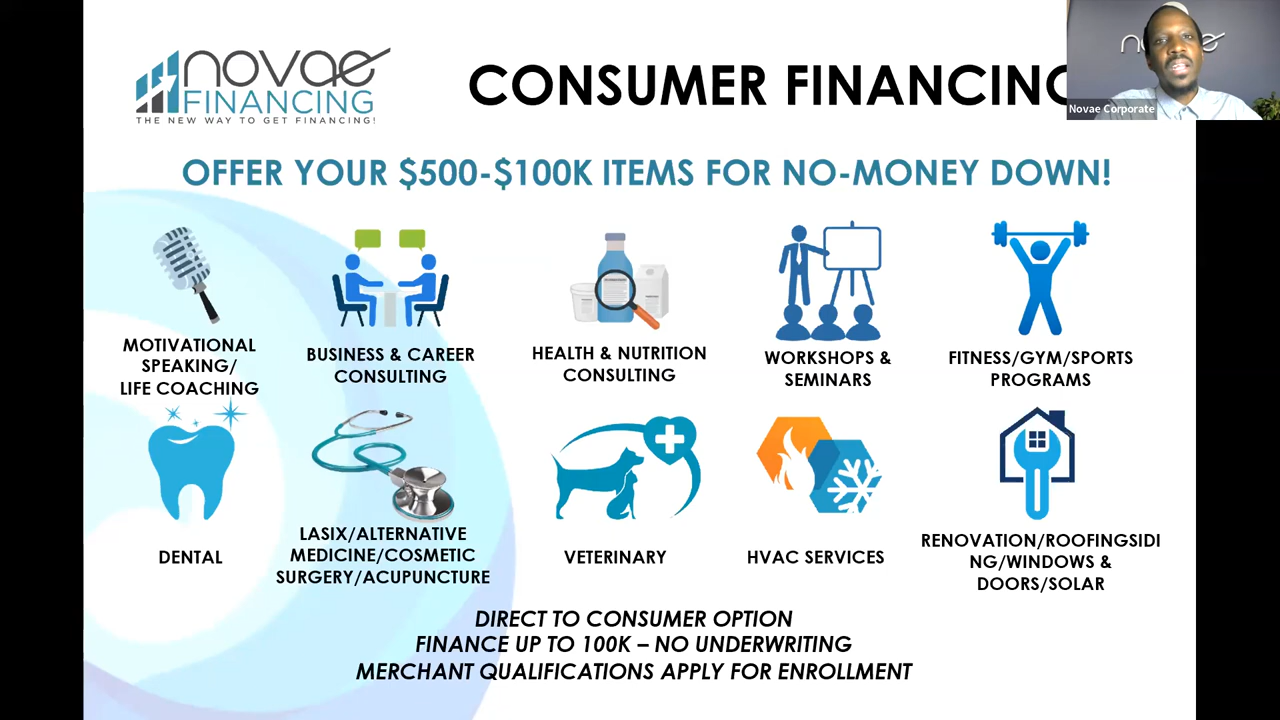 novae
FINANCING
THE NEW WAY TO GET FINANCING!
CONSUMER FINANCING
novae
Novae Corporate
OFFER YOUR $500-$100K ITEMS FOR NO-MONEY DOWN!
MOTIVATIONAL
SPEAKING/
LIFE COACHING
BUSINESS & CAREER
CONSULTING
HEALTH & NUTRITION
CONSULTING
WORKSHOPS &
SEMINARS
FITNESS/GYM/SPORTS
PROGRAMS
DENTAL
LASIX/ALTERNATIVE
MEDICINE/COSMETIC
SURGERY/ACUPUNCTURE
VETERINARY
HVAC SERVICES
RENOVATION/ROOFINGSIDI
NG/WINDOWS &
DOORS/SOLAR
DIRECT TO CONSUMER OPTION
FINANCE UP TO 100K – NO UNDERWRITING
MERCHANT QUALIFICATIONS APPLY FOR ENROLLMENT